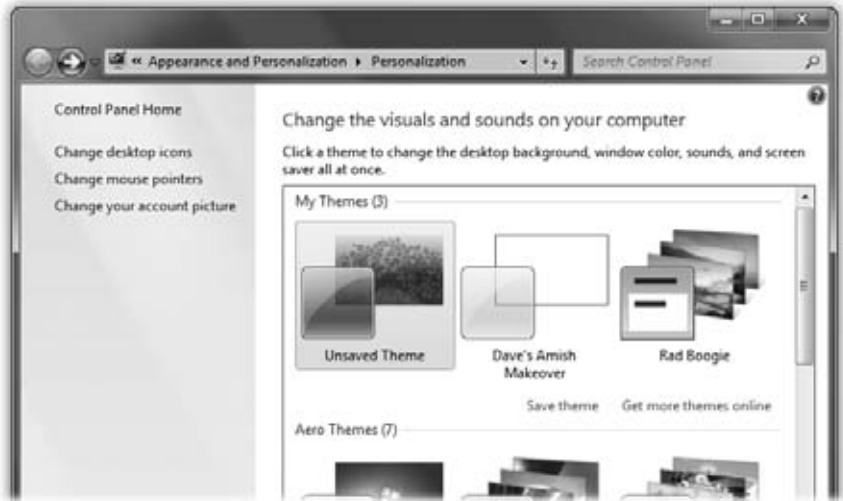 « Appearance and Personalization ▸ Personalization
Search Control Panel
Control Panel Home
Change desktop icons
Change mouse pointers
Change your account picture
Change the visuals and sounds on your computer
Click a theme to change the desktop background, window color, sounds, and screen
saver all at once.
My Themes (3)
Unsaved Theme
Dave's Amish
Makeover
Rad Boogie
Save theme
Get more themes online
Aero Themes (7)